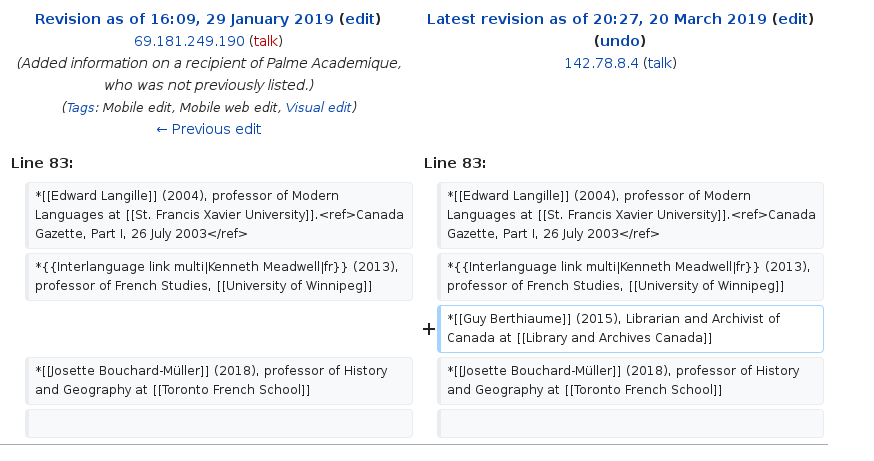 Revision as of 16:09, 29 January 2019 (edit)
69.181.249.190 (talk)
(Added information on a recipient of Palme Academique,
who was not previously listed.)
(Tags: Mobile edit, Mobile web edit, Visual edit)
← Previous edit
Latest revision as of 20:27, 20 March 2019 (edit)
(undo)
142.78.8.4 (talk)
Line 83:
*[[Edward Langille]] (2004), professor of Modern
Languages at [[St. Francis Xavier University]].<ref>Canada
Gazette, Part I, 26 July 2003</ref>
*{{Interlanguage link multi|Kenneth Meadwell|fr}} (2013),
professor of French Studies, [[University of Winnipeg]]
*[[Josette Bouchard-Müller]] (2018), professor of History
and Geography at [[Toronto French School]]
Line 83:
*[[Edward Langille]] (2004), professor of Modern
Languages at [[St. Francis Xavier University]].<ref>Canada
Gazette, Part I, 26 July 2003</ref>
*{{Interlanguage link multi|Kenneth Meadwell|fr}} (2013),
professor of French Studies, [[University of Winnipeg]]
+ *[[Guy Berthiaume]] (2015), Librarian and Archivist of
Canada at [[Library and Archives Canada]]
*[[Josette Bouchard-Müller]] (2018), professor of History
and Geography at [[Toronto French School]]